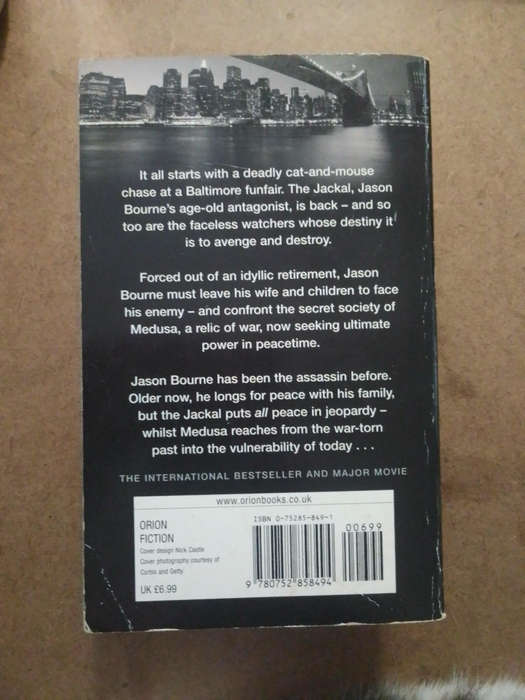 It all starts with a deadly cat-and-mouse
chase at a Baltimore funfair. The Jackal, Jason
Bourne's age-old antagonist, is back – and so
too are the faceless watchers whose destiny it
is to avenge and destroy.
Forced out of an idyllic retirement, Jason
Bourne must leave his wife and children to face
his enemy – and confront the secret society of
Medusa, a relic of war, now seeking ultimate
power in peacetime.
Jason Bourne has been the assassin before.
Older now, he longs for peace with his family,
but the Jackal puts all peace in jeopardy –
whilst Medusa reaches from the war-torn
past into the vulnerability of today . . .
THE INTERNATIONAL BESTSELLER AND MAJOR MOVIE
www.orionbooks.co.uk
ORION
FICTION
Cover design Nick Castle
Cover photography courtesy of
Corbis and Getty
UK £6.99
ISBN 0-75285-849-1
00699
9 780752 858494